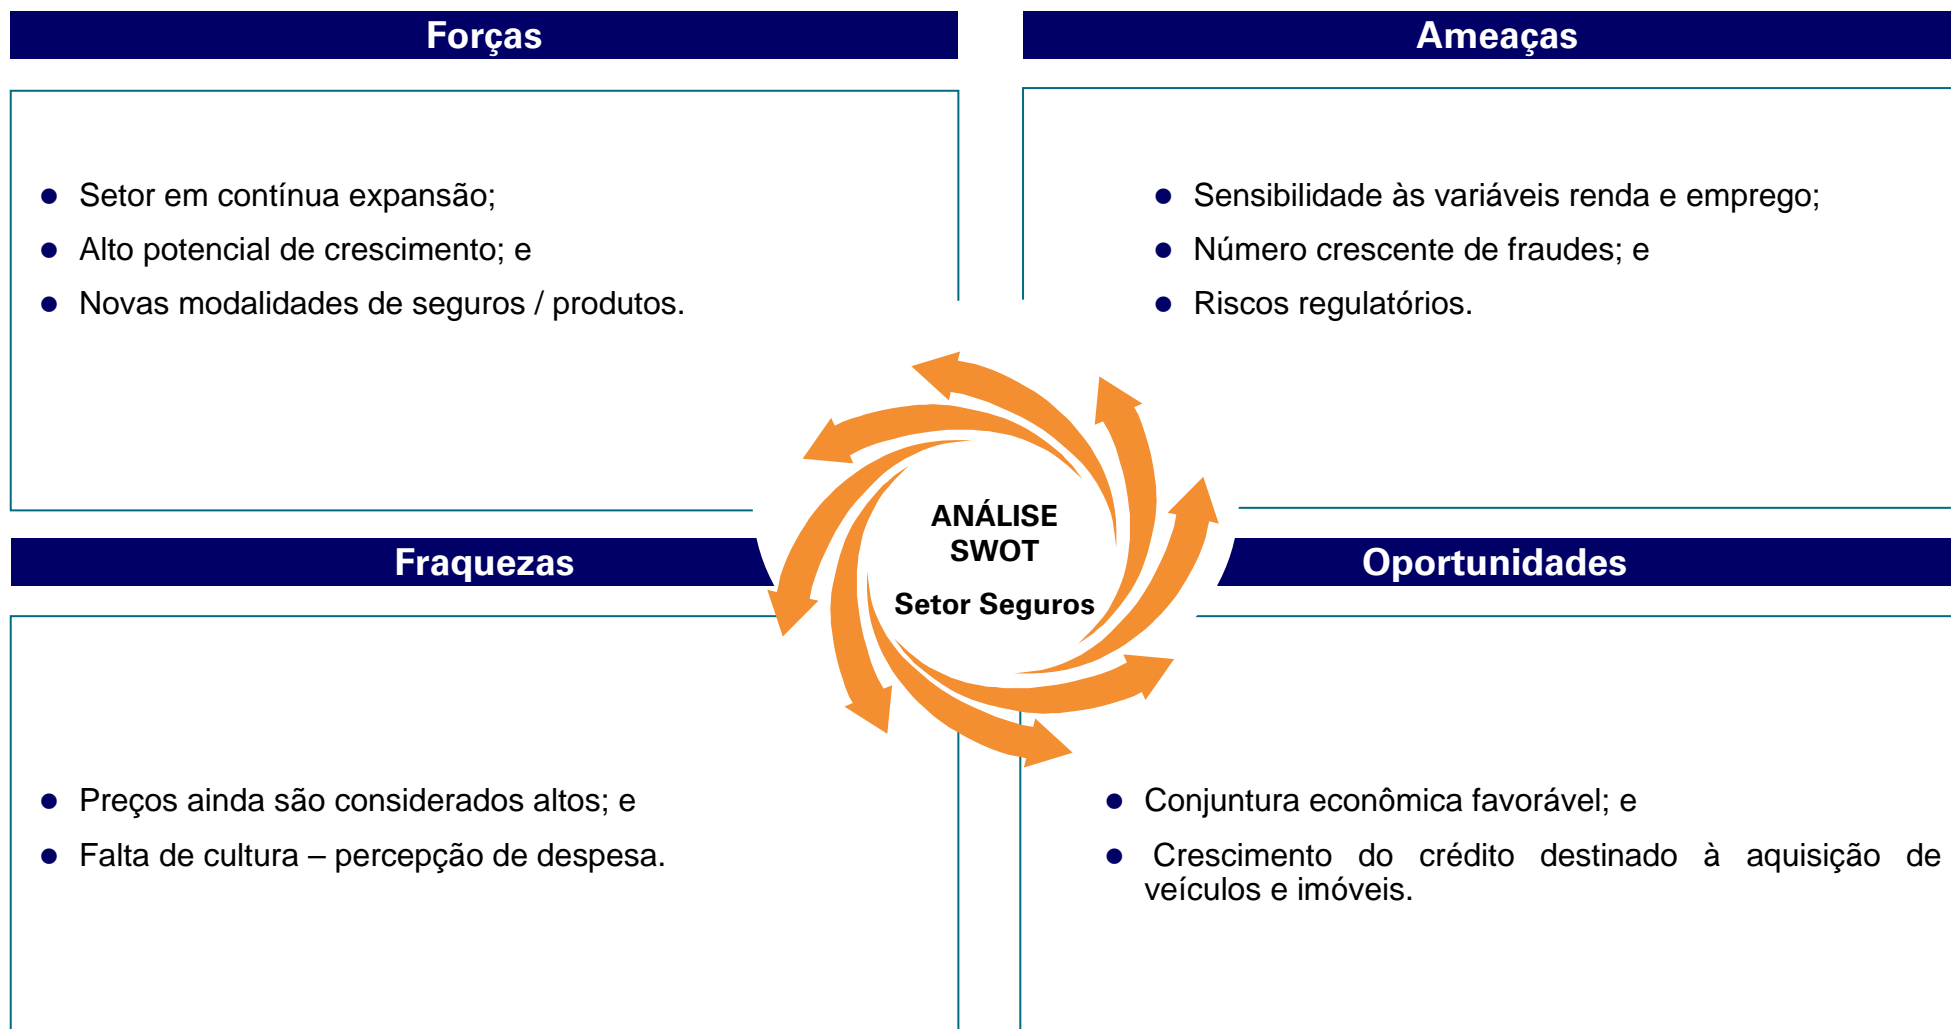 Forças
● Setor em contínua expansão;
● Alto potencial de crescimento; e
● Novas modalidades de seguros / produtos.
Ameaças
● Sensibilidade às variáveis renda e emprego;
● Número crescente de fraudes; e
● Riscos regulatórios.
ANÁLISE
SWOT
Setor Seguros
Fraquezas
● Preços ainda são considerados altos; e
● Falta de cultura – percepção de despesa.
Oportunidades
● Conjuntura econômica favorável; e
● Crescimento do crédito destinado à aquisição de
veículos e imóveis.